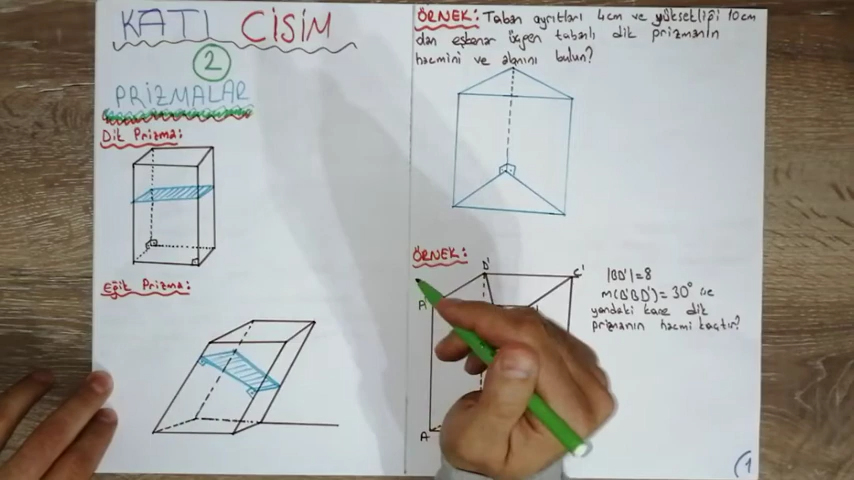 KATI CİSİM
2
PRİZMALAR
Dik Prizma:
Eğik Prizma:
ÖRNEK: Taban ayrıtları 4cm ve yüksekliği 10cm
dan eşkenar üçgen tabanlı dik prizmanın
hacmini ve alanını bulun?
ÖRNEK:
D'
C'
A'
A
|BD'|=8
m(B'BD')=30° ise
yandaki kare dik
prizmanın hacmi kaçtır?
1